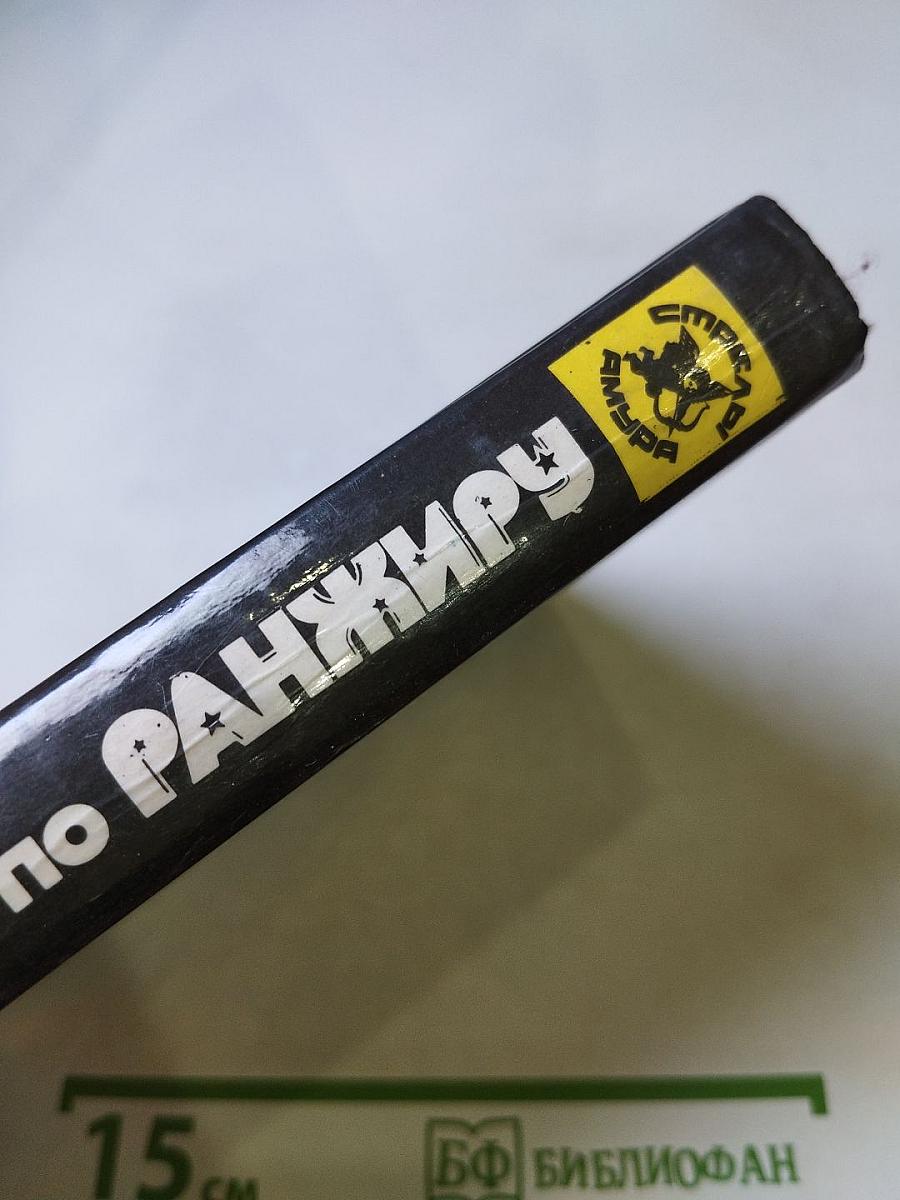 по РАНЖИРУ
СТРЕЛЫ
АМУРА
15 см
БФ БИБЛИОФАН